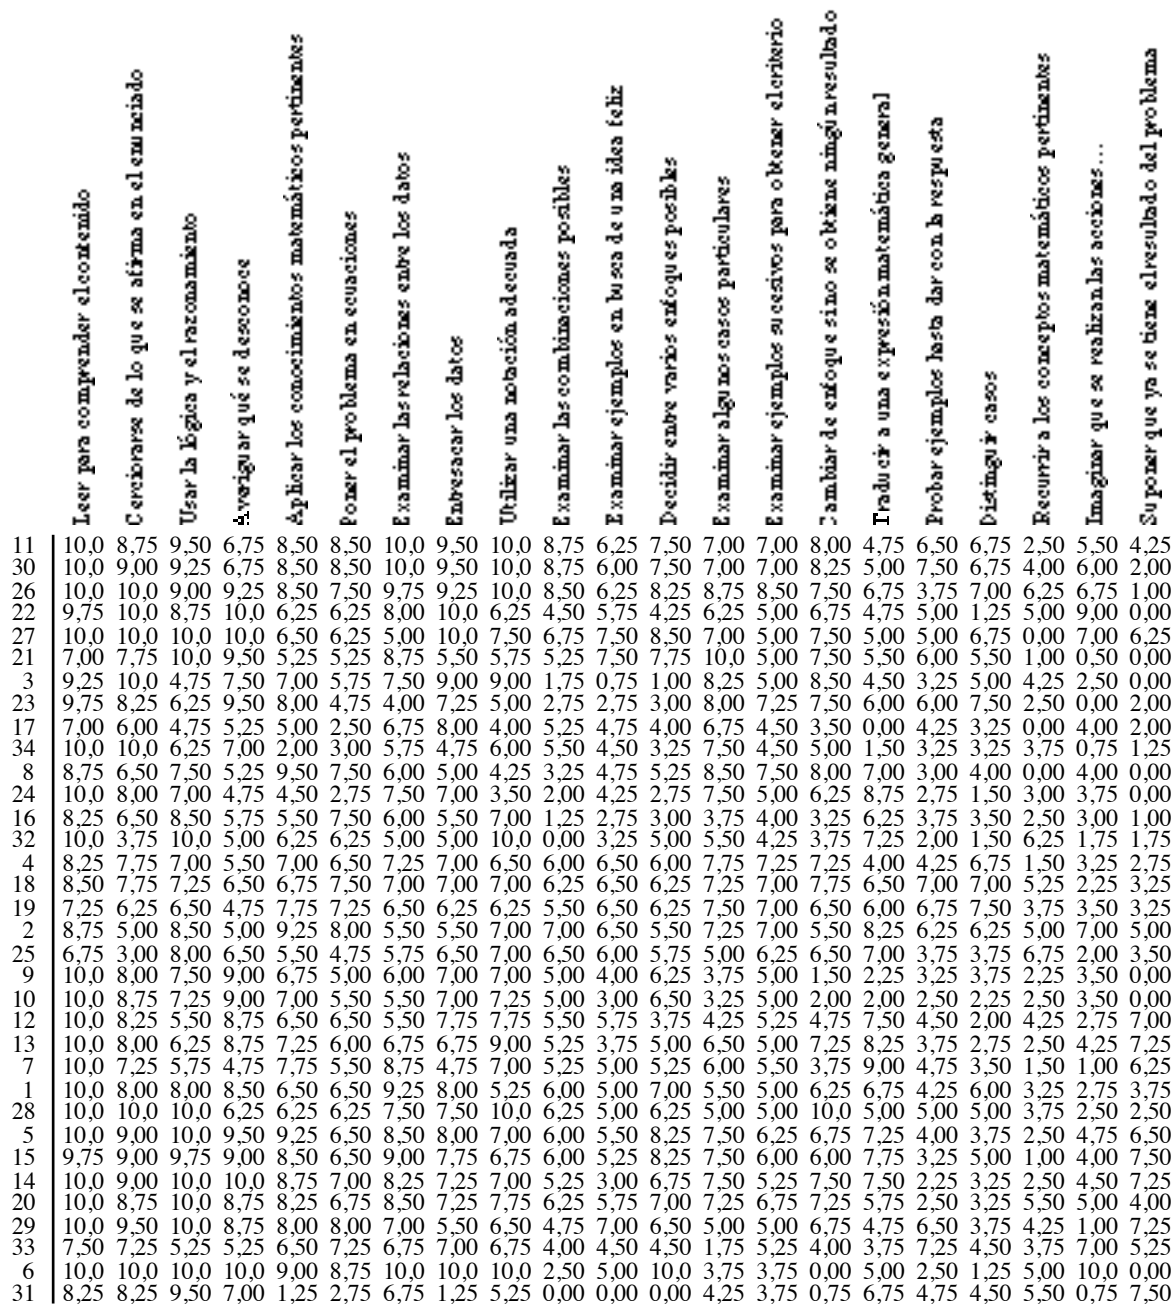 Leer para comprender el contenido
Cerciorarse de lo que se afirma en el enunciado
Usar la lógica y el razonamiento
Averiguar qué se desconoce
Aplicar los conocimientos matemáticos pertinentes
Poner el problema en ecuaciones
Examinar las relaciones entre los datos
Entresacar los datos
Utilizar una notación adecuada
Examinar las combinaciones posibles
Examinar ejemplos en busca de una idea feliz
Decidir entre varios enfoques posibles
Examinar algunos casos particulares
Examinar ejemplos sucesivos para obtener el criterio
Cambiar de enfoque si no se obtiene ningún resultado
Traducir a una expresión matemática general
Probar ejemplos hasta dar con la respuesta
Distinguir casos
Recurrir a los conceptos matemáticos pertinentes
Imaginar que se realizan las acciones...
Suponer que ya se tiene el resultado del problema
11 10,0 8,75 9,50 6,75 8,50 8,50 10,0 9,50 10,0 8,75 6,25 7,50 7,00 7,00 8,00 4,75 6,50 6,75 2,50 5,50 4,25
30 10,0 9,00 9,25 6,75 8,50 8,50 10,0 9,50 10,0 8,75 6,00 7,50 7,00 7,00 8,25 5,00 7,50 6,75 4,00 6,00 2,00
26 10,0 10,0 9,00 9,25 8,50 7,50 9,75 9,25 10,0 8,50 6,25 8,25 8,75 8,50 7,50 6,75 3,75 7,00 6,25 6,75 1,00
22 9,75 10,0 8,75 10,0 6,25 6,25 8,00 10,0 6,25 4,50 5,75 4,25 6,25 5,00 6,75 4,75 5,00 1,25 5,00 9,00 0,00
27 10,0 10,0 10,0 10,0 6,50 6,25 5,00 10,0 7,50 6,75 7,50 8,50 7,00 5,00 7,50 5,00 5,00 6,75 0,00 7,00 6,25
21 7,00 7,75 10,0 9,50 5,25 5,25 8,75 5,50 5,75 5,25 7,50 7,75 10,0 5,00 7,50 5,50 6,00 5,50 1,00 0,50 0,00
3 9,25 10,0 4,75 7,50 7,00 5,75 7,50 9,00 9,00 1,75 0,75 1,00 8,25 5,00 8,50 4,50 3,25 5,00 4,25 2,50 0,00
23 9,75 8,25 6,25 9,50 8,00 4,75 4,00 7,25 5,00 2,75 2,75 3,00 8,00 7,25 7,50 6,00 6,00 7,50 2,50 0,00 2,00
17 7,00 6,00 4,75 5,25 5,00 2,50 6,75 8,00 4,00 5,25 4,75 4,00 6,75 4,50 3,50 0,00 4,25 3,25 0,00 4,00 2,00
34 10,0 10,0 6,25 7,00 2,00 3,00 5,75 4,75 6,00 5,50 4,50 3,25 7,50 4,50 5,00 1,50 3,25 3,25 3,75 0,75 1,25
8 8,75 6,50 7,50 5,25 9,50 7,50 6,00 5,00 4,25 3,25 4,75 5,25 8,50 7,50 8,00 7,00 3,00 4,00 0,00 4,00 0,00
24 10,0 8,00 7,00 4,75 4,50 2,75 7,50 7,00 3,50 2,00 4,25 2,75 7,50 5,00 6,25 8,75 2,75 1,50 3,00 3,75 0,00
16 8,25 6,50 8,50 5,75 5,50 7,50 6,00 5,50 7,00 1,25 2,75 3,00 3,75 4,00 3,25 6,25 3,75 3,50 2,50 3,00 1,00
32 10,0 3,75 10,0 5,00 6,25 6,25 5,00 5,00 10,0 0,00 3,25 5,00 5,50 4,25 3,75 7,25 2,00 1,50 6,25 1,75 1,75
4 8,25 7,75 7,00 5,50 7,00 6,50 7,25 7,00 6,50 6,00 6,50 6,00 7,75 7,25 7,25 4,00 4,25 6,75 1,50 3,25 2,75
18 8,50 7,75 7,25 6,50 6,75 7,50 7,00 7,00 7,00 6,25 6,50 6,25 7,25 7,00 7,75 6,50 7,00 7,00 5,25 2,25 3,25
19 7,25 6,25 6,50 4,75 7,75 7,25 6,50 6,25 6,25 5,50 6,50 6,25 7,50 7,00 6,50 6,00 6,75 7,50 3,75 3,50 3,25
2 8,75 5,00 8,50 5,00 9,25 8,00 5,50 5,50 7,00 7,00 6,50 5,50 7,25 7,00 5,50 8,25 6,25 6,25 5,00 7,00 5,00
25 6,75 3,00 8,00 6,50 5,50 4,75 5,75 6,50 7,00 6,50 6,00 5,75 5,00 6,25 6,50 7,00 3,75 3,75 6,75 2,00 3,50
9 10,0 8,00 7,50 9,00 6,75 5,00 6,00 7,00 7,00 5,00 4,00 6,25 3,75 5,00 1,50 2,25 3,25 3,75 2,25 3,50 0,00
10 10,0 8,75 7,25 9,00 7,00 5,50 5,50 7,00 7,25 5,00 3,00 6,50 3,25 5,00 2,00 2,00 2,50 2,25 2,50 3,50 0,00
12 10,0 8,25 5,50 8,75 6,50 6,50 5,50 7,75 7,75 5,50 5,75 3,75 4,25 5,25 4,75 7,50 4,50 2,00 4,25 2,75 7,00
13 10,0 8,00 6,25 8,75 7,25 6,00 6,75 6,75 9,00 5,25 3,75 5,00 6,50 5,00 7,25 8,25 3,75 2,75 2,50 4,25 7,25
7 10,0 7,25 5,75 4,75 7,75 5,50 8,75 4,75 7,00 5,00 5,00 5,25 6,00 5,50 3,75 9,00 4,75 3,50 1,50 1,00 6,25
1 10,0 8,00 8,00 8,50 6,50 6,50 9,25 8,00 5,25 6,00 5,00 7,00 5,50 5,00 6,25 6,75 4,25 6,00 3,25 2,75 3,75
28 10,0 10,0 10,0 6,25 6,25 6,25 7,50 7,50 10,0 6,25 5,00 6,25 5,00 5,00 10,0 5,00 5,00 5,00 3,75 2,50 2,50
5 10,0 9,00 10,0 9,50 9,25 6,50 8,50 8,00 7,00 6,00 5,50 8,25 7,50 6,25 6,75 7,25 4,00 3,75 2,50 4,75 6,50
15 9,75 9,00 9,75 9,00 8,50 6,50 9,00 7,75 6,75 6,00 5,25 8,25 7,50 6,00 6,00 7,75 3,25 5,00 1,00 4,00 7,50
14 10,0 9,00 10,0 10,0 8,75 7,00 8,25 7,25 7,00 5,25 3,00 6,75 7,50 5,25 7,50 7,50 2,25 3,25 2,50 4,50 7,25
20 10,0 8,75 10,0 8,75 8,25 6,75 8,50 7,25 7,75 6,25 5,75 7,00 7,25 6,75 7,25 5,75 2,50 3,25 5,50 5,00 4,00
29 10,0 9,50 10,0 8,75 8,00 8,00 7,00 5,50 6,50 4,75 7,00 6,50 5,00 5,00 6,75 4,75 6,50 3,75 4,25 1,00 7,25
33 7,50 7,25 5,25 5,25 6,50 7,25 6,75 7,00 6,75 4,00 4,50 4,50 1,75 5,25 4,00 3,75 7,25 4,50 3,75 7,00 5,25
6 10,0 10,0 10,0 10,0 9,00 8,75 10,0 10,0 10,0 2,50 5,00 10,0 3,75 3,75 0,00 5,00 2,50 1,25 5,00 10,0 0,00
31 8,25 8,25 9,50 7,00 1,25 2,75 6,75 1,25 5,25 0,00 0,00 0,00 4,25 3,75 0,75 6,75 4,75 4,50 5,50 0,75 7,50